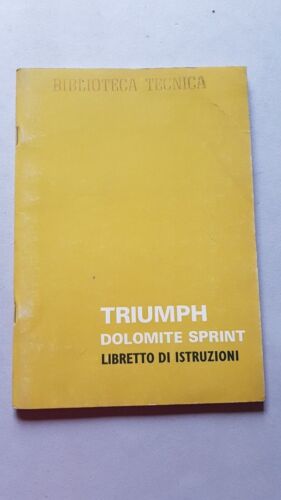 BIBLIOTECA TECNICA
TRIUMPH
DOLOMITE SPRINT
LIBRETTO DI ISTRUZIONI